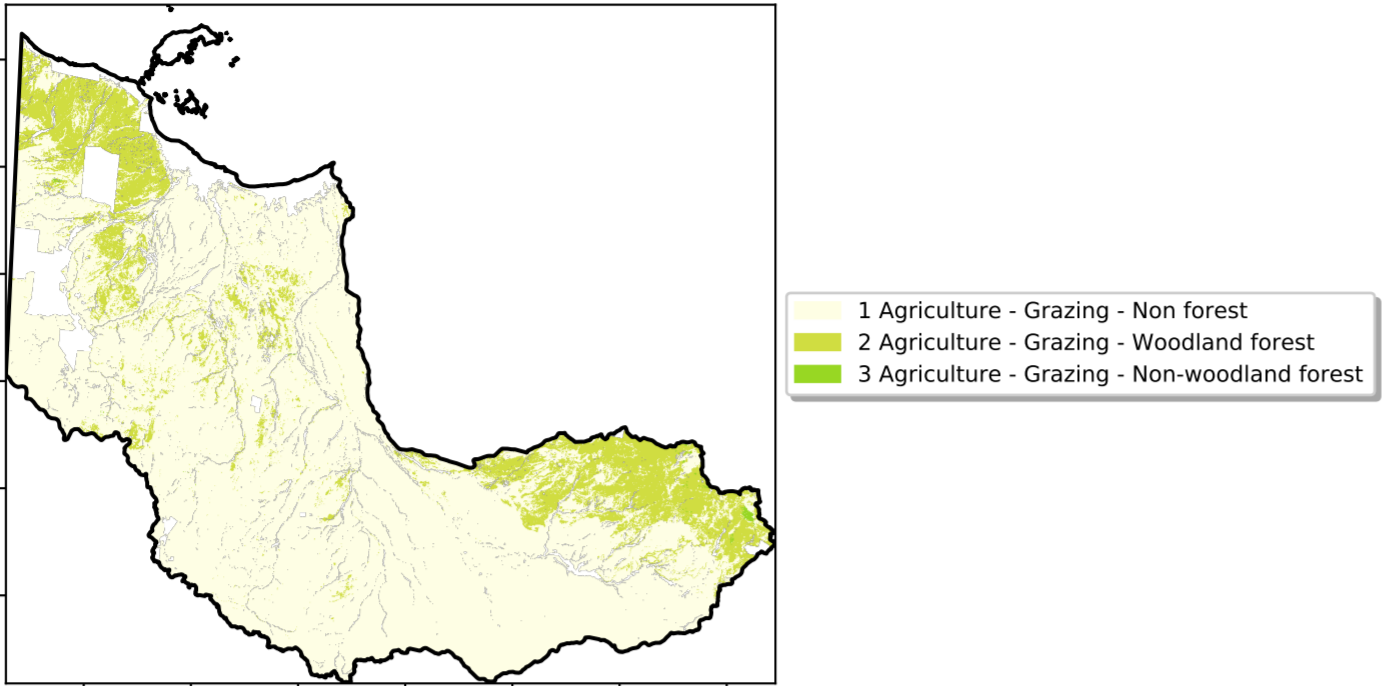 1 Agriculture - Grazing - Non forest
2 Agriculture - Grazing - Woodland forest
3 Agriculture - Grazing - Non-woodland forest